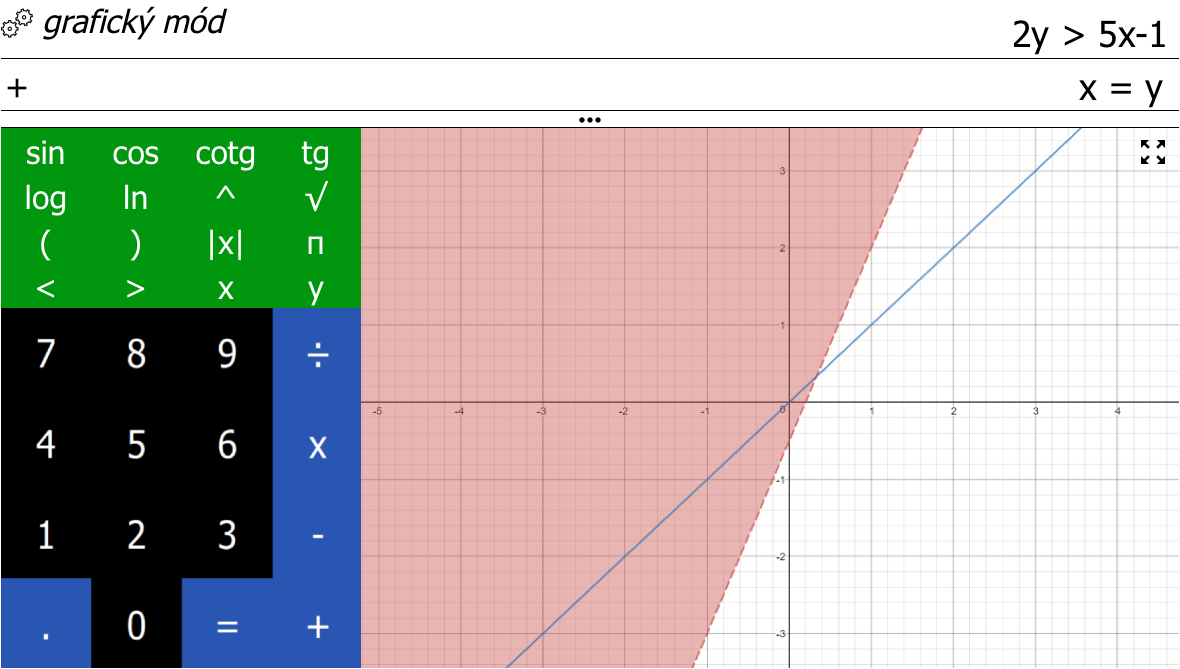 grafický mód
2y > 5x-1
+
x = y
•••
sin cos cotg tg
log ln ^ √
( ) |x| п
< > x y
7 8 9 ÷
4 5 6 x
1 2 3 -
. 0 = +
3
2
1
-5 -4 -3 -2 -1 0 1 2 3 4
-1
-2
-3